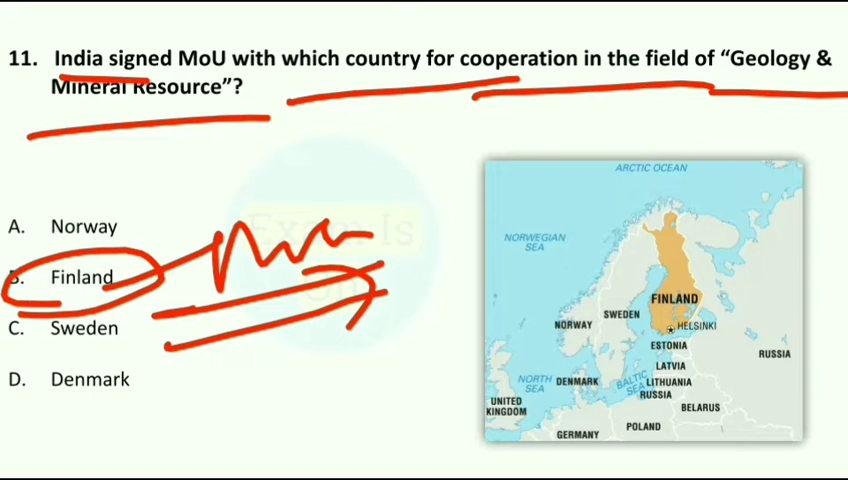 11. India signed MoU with which country for cooperation in the field of “Geology &
Mineral Resource”?
A. Norway
B. Finland
C. Sweden
D. Denmark
ARCTIC OCEAN
NORWEGIAN
SEA
FINLAND
SWEDEN
NORWAY
HELSINKI
ESTONIA
RUSSIA
LATVIA
NORTH
SEA
DENMARK
BALTIC
SEA
LITHUANIA
RUSSIA
UNITED
KINGDOM
BELARUS
POLAND
GERMANY